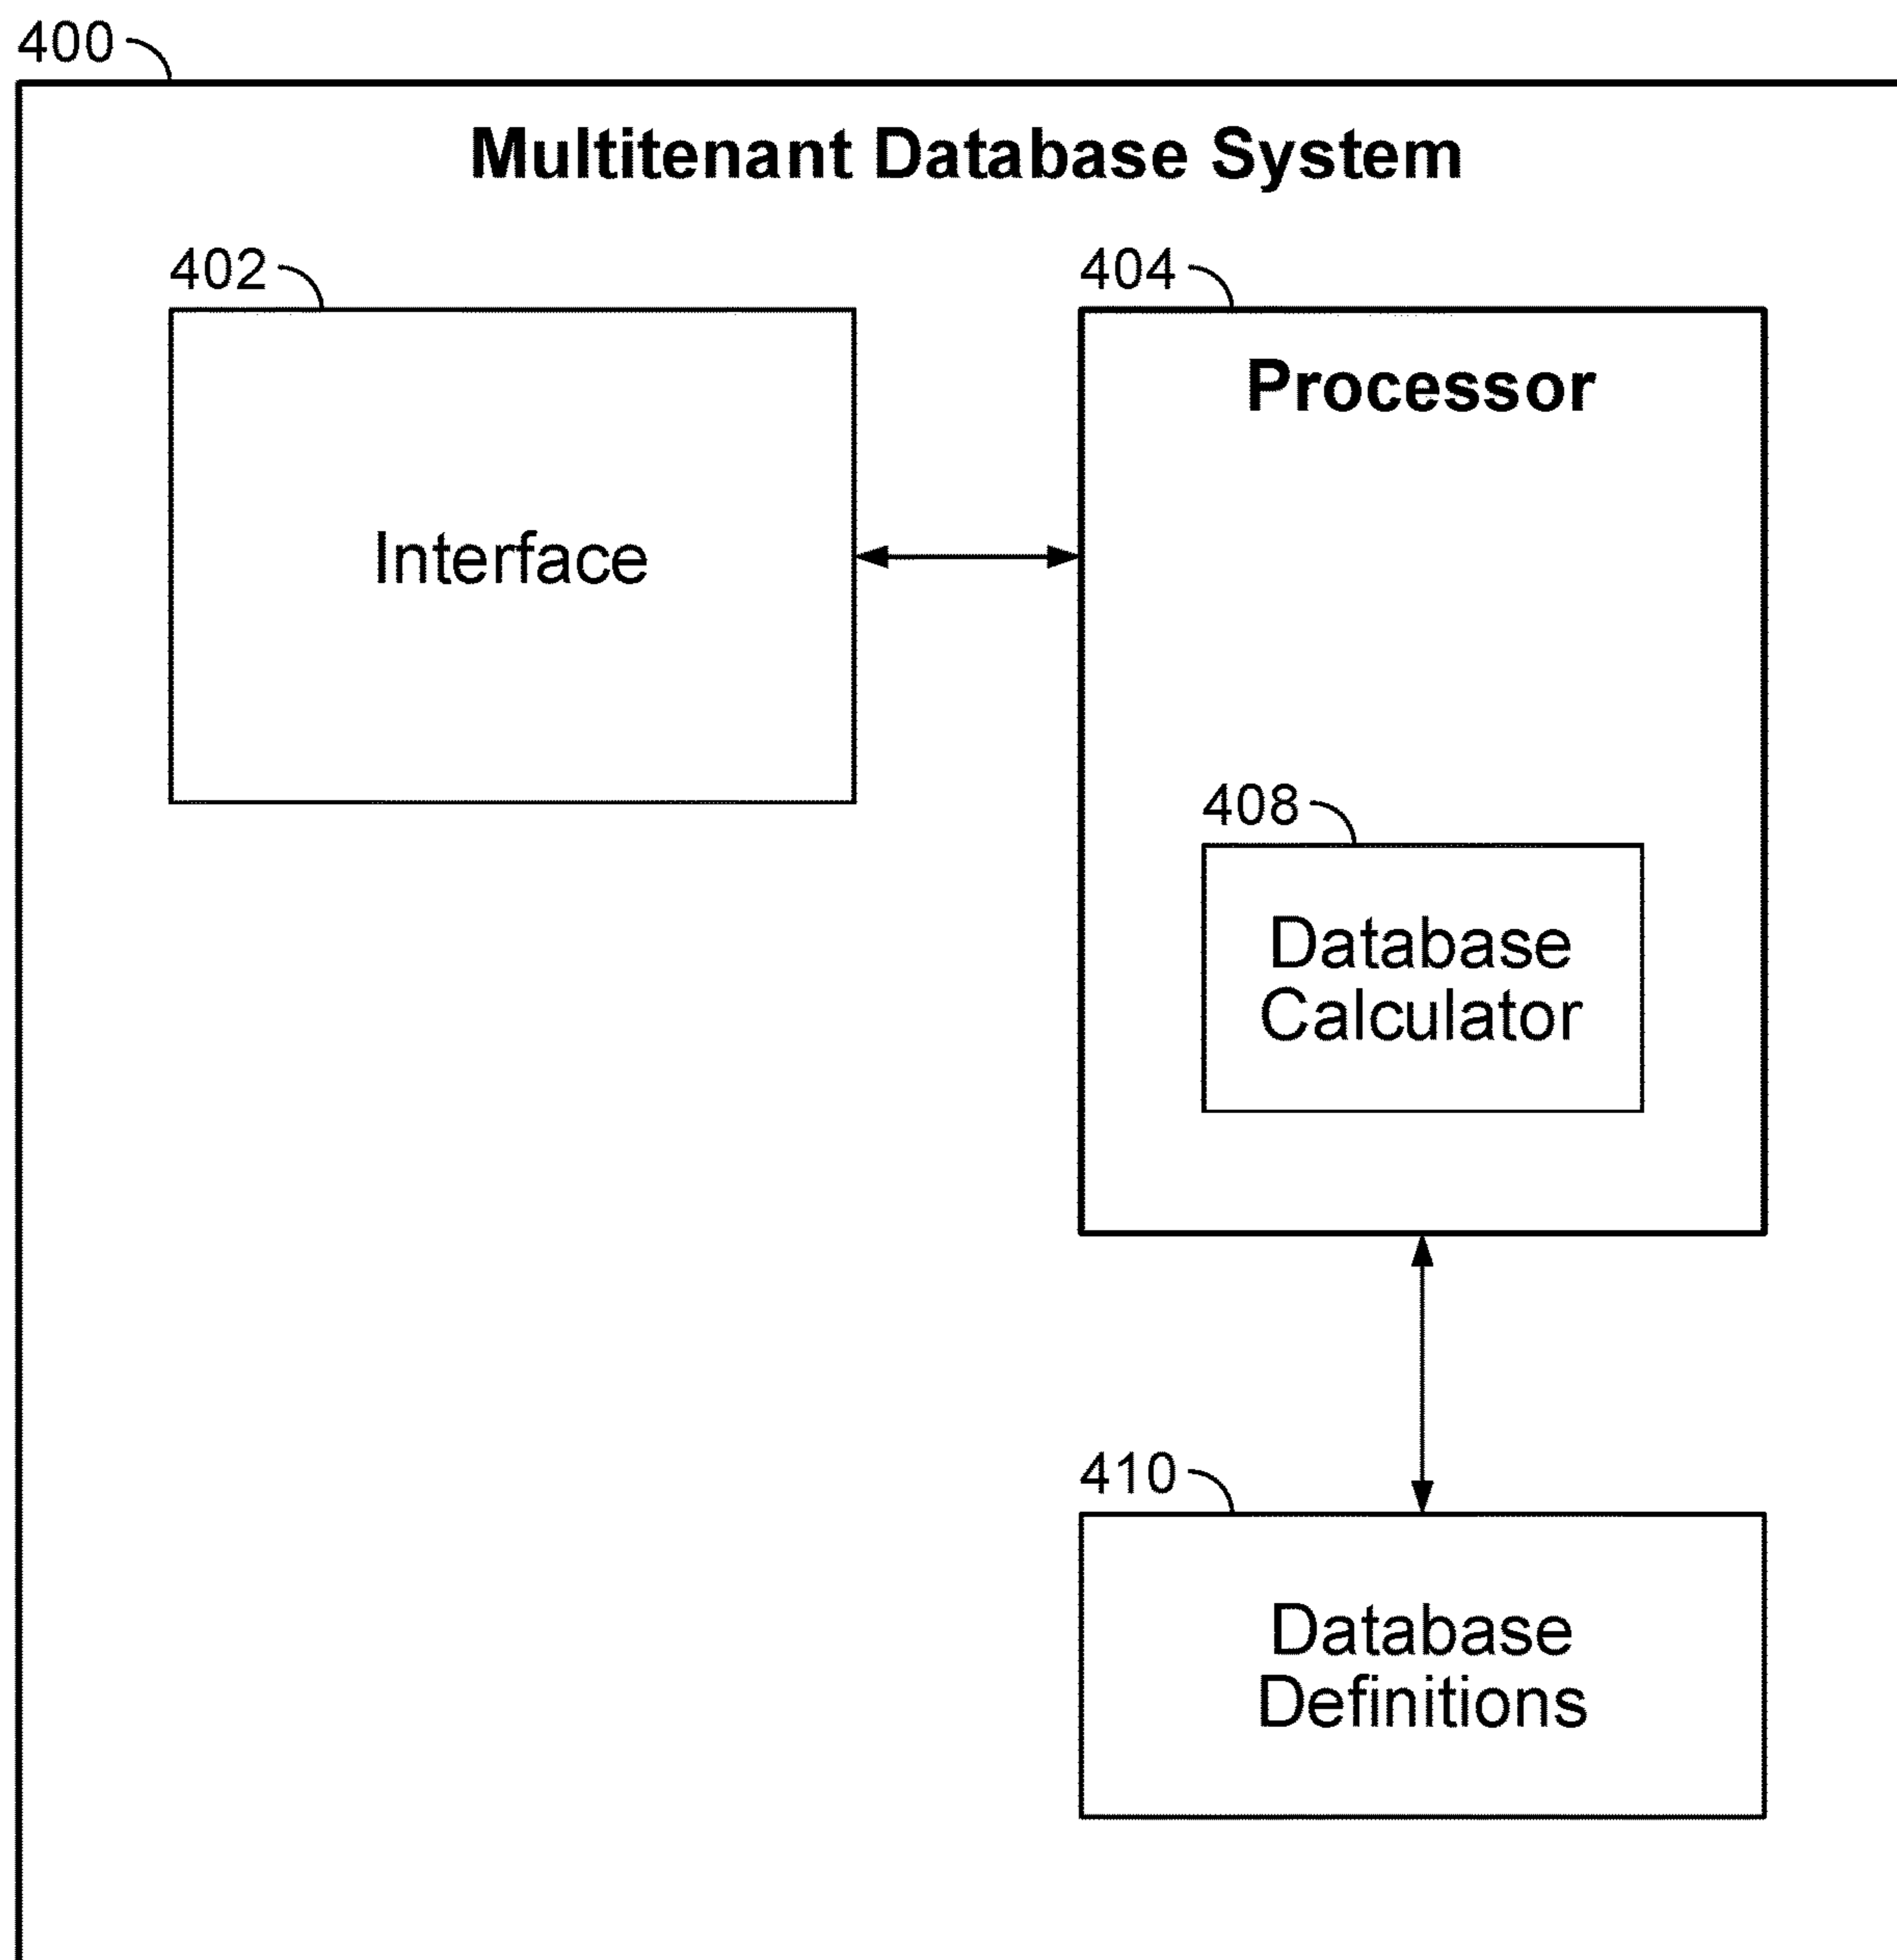 400
Multitenant Database System
402
404
Processor
Interface
408
Database
Calculator
410
Database
Definitions